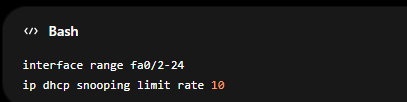 </> Bash
interface range fa0/2-24
ip dhcp snooping limit rate 10